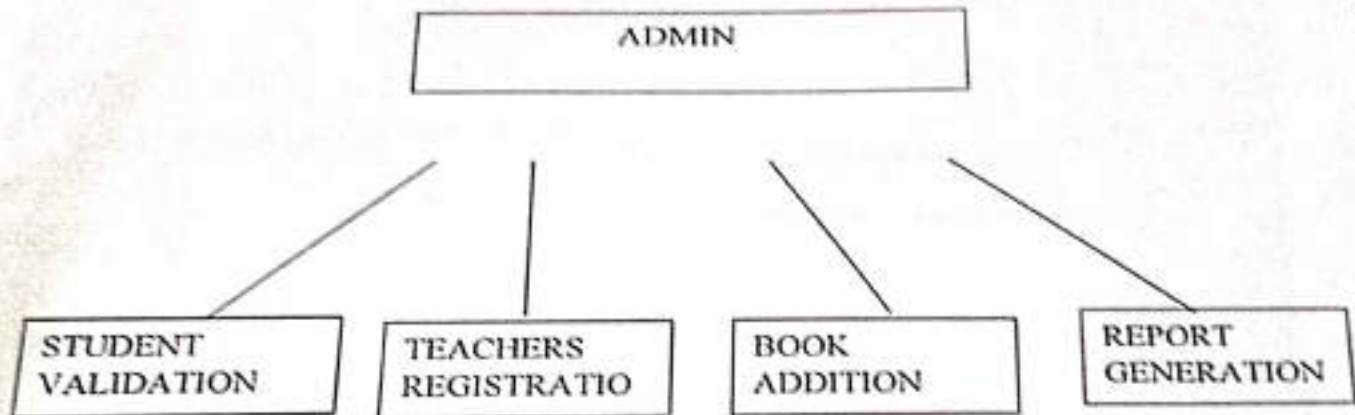 ADMIN
STUDENT
VALIDATION
TEACHERS
REGISTRATIO
BOOK
ADDITION
REPORT
GENERATION